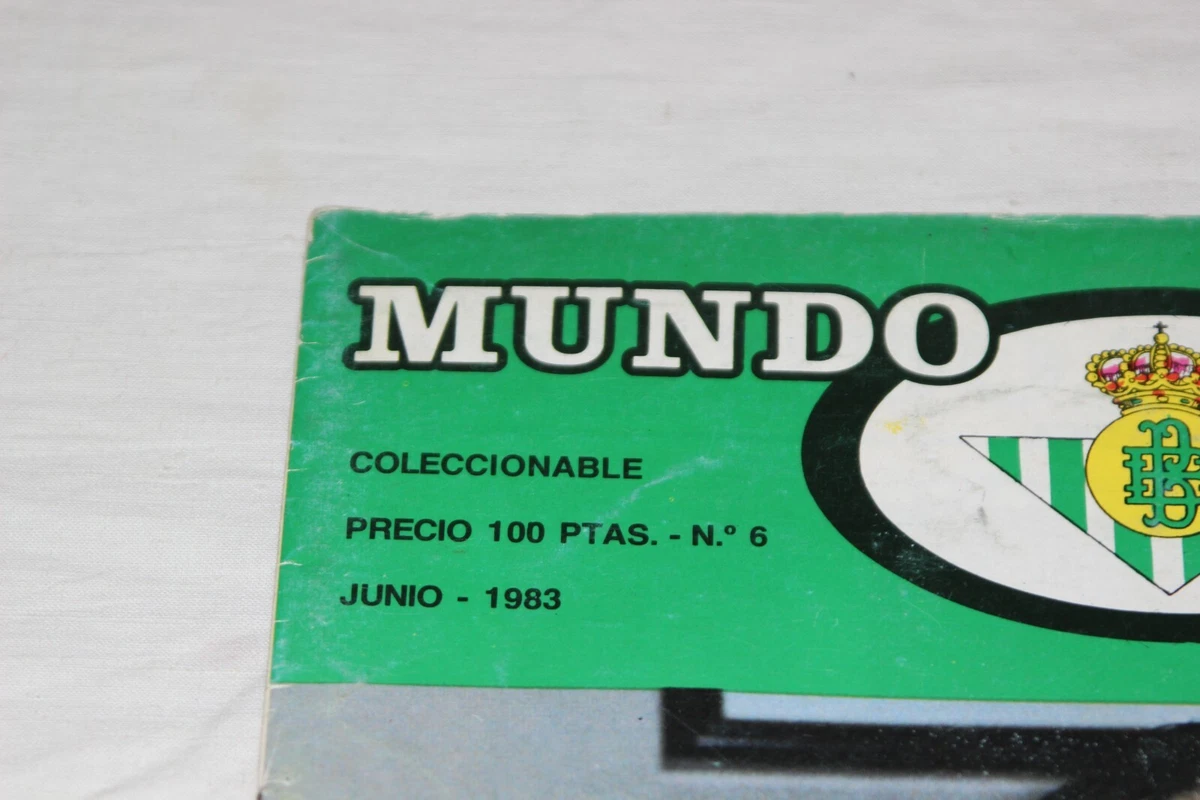 MUNDO
COLECCIONABLE
PRECIO 100 PTAS. - N.º 6
JUNIO - 1983